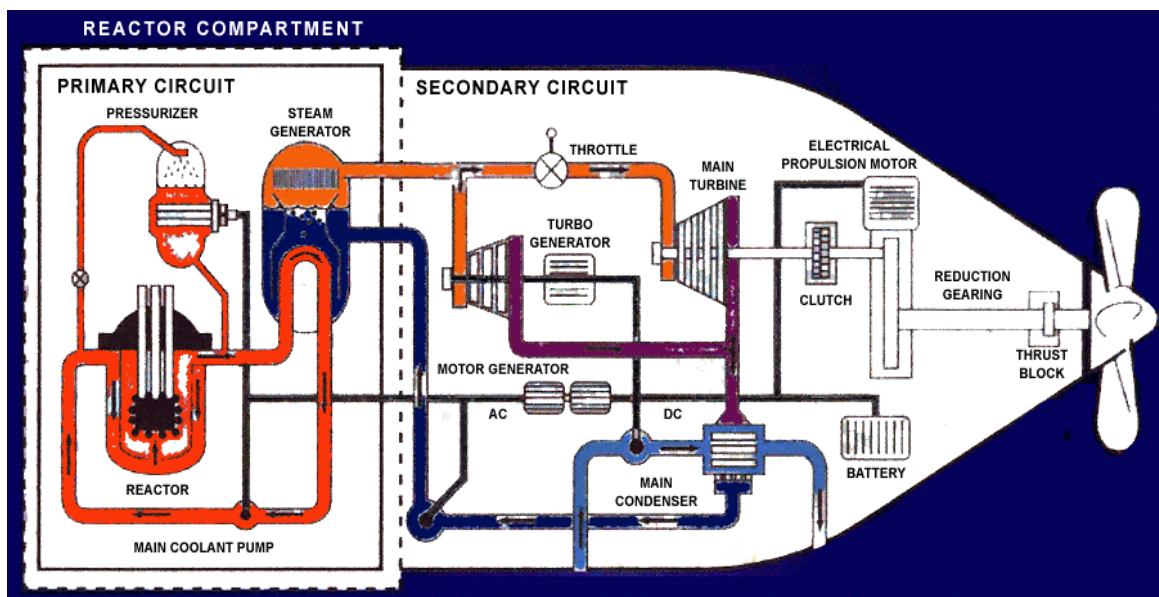 REACTOR COMPARTMENT
PRIMARY CIRCUIT
PRESSURIZER
STEAM
GENERATOR
SECONDARY CIRCUIT
THROTTLE
MAIN
TURBINE
ELECTRICAL
PROPULSION MOTOR
TURBO
GENERATOR
CLUTCH
REDUCTION
GEARING
THRUST
BLOCK
MOTOR GENERATOR
AC
DC
BATTERY
REACTOR
MAIN
CONDENSER
MAIN COOLANT PUMP